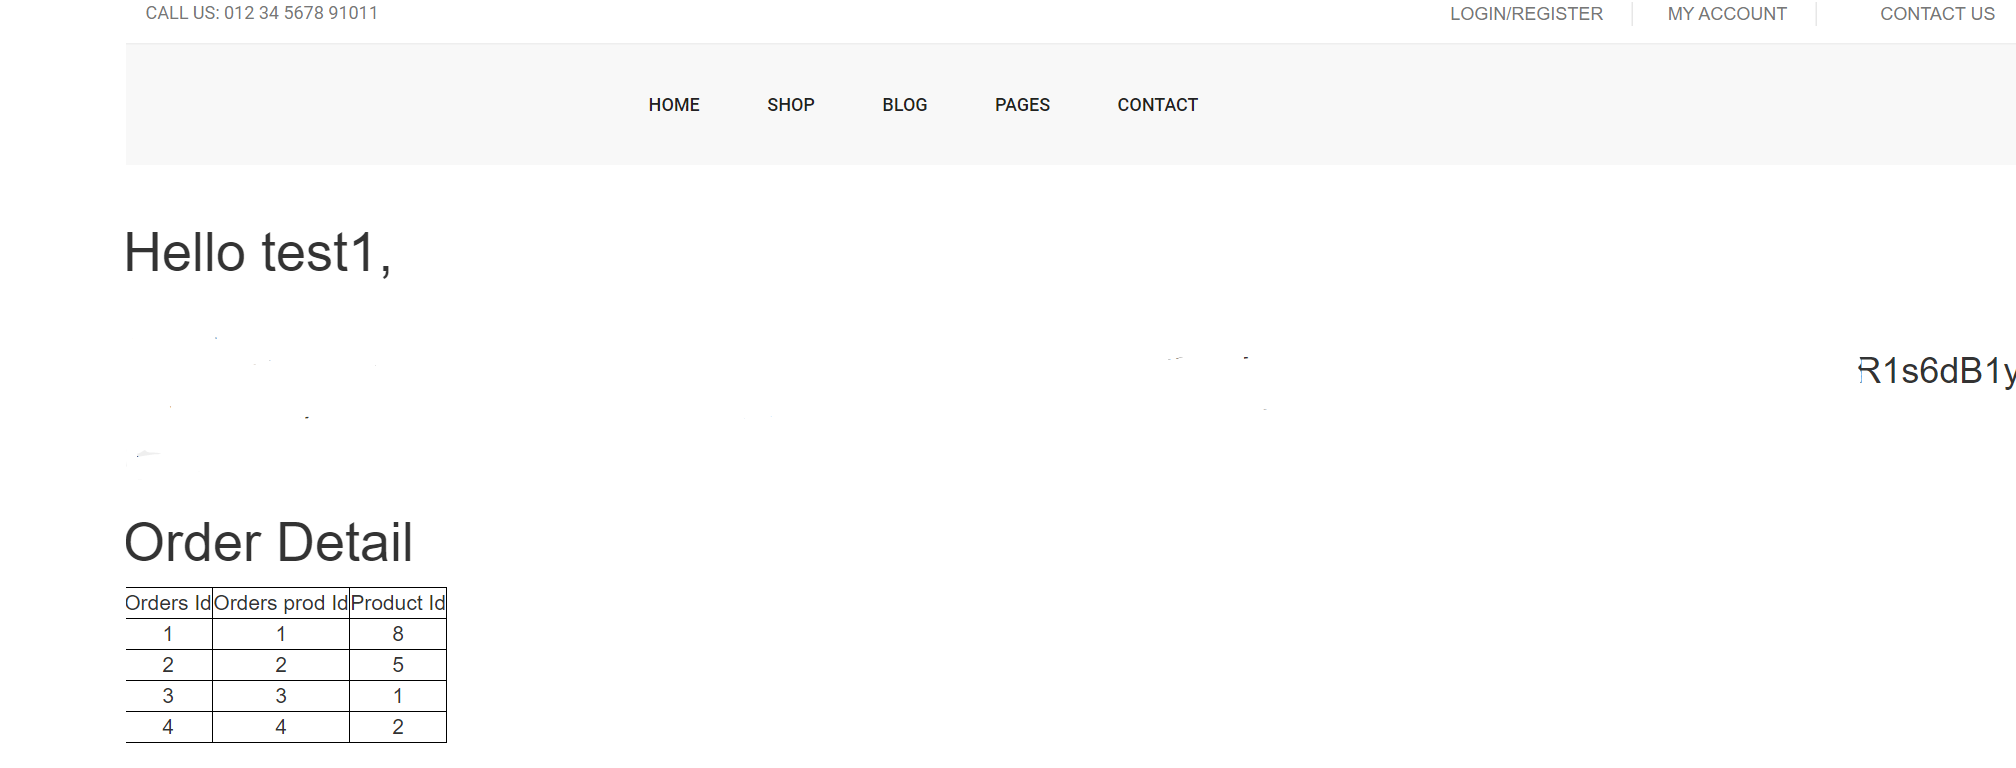 CALL US: 012 34 5678 91011 LOGIN/REGISTER MY ACCOUNT CONTACT US
HOME SHOP BLOG PAGES CONTACT
Hello test1,
R1s6dB1y
Order Detail
Orders Id Orders prod Id Product Id
1 1 8
2 2 5
3 3 1
4 4 2